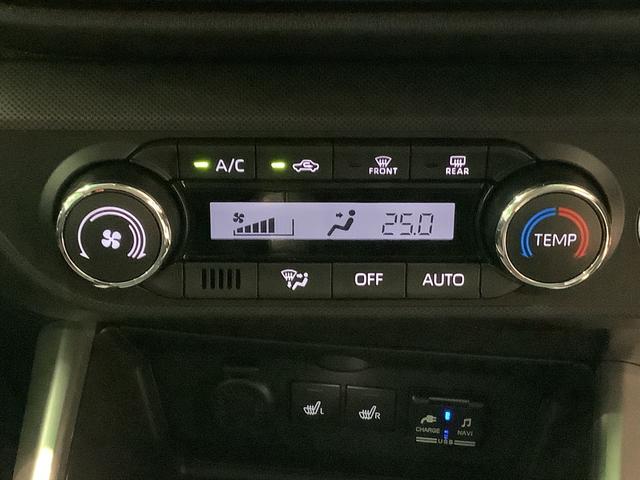 A/C
FRONT
REAR
25.0
TEMP
OFF
AUTO
L
R
CHARGE
NAVI
USB